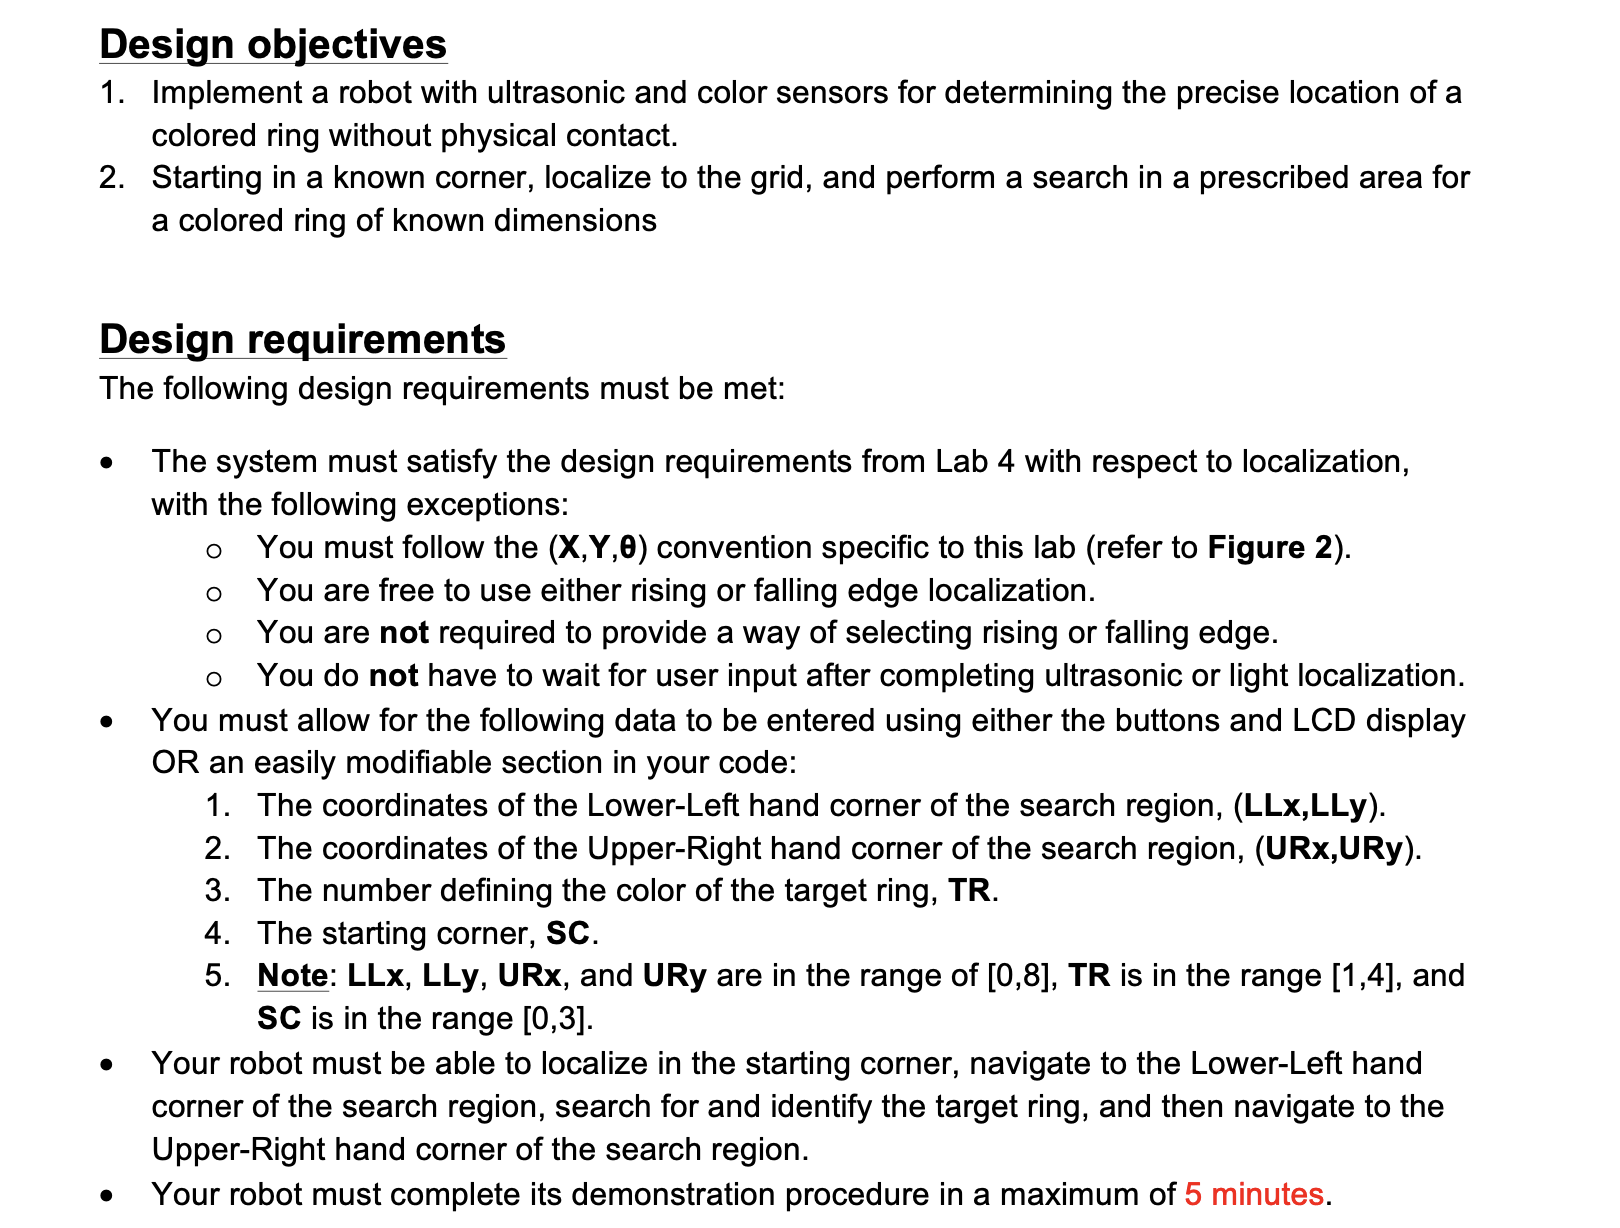 Design objectives
1. Implement a robot with ultrasonic and color sensors for determining the precise location of a
colored ring without physical contact.
2. Starting in a known corner, localize to the grid, and perform a search in a prescribed area for
a colored ring of known dimensions
Design requirements
The following design requirements must be met:
• The system must satisfy the design requirements from Lab 4 with respect to localization,
with the following exceptions:
o You must follow the (X,Y,θ) convention specific to this lab (refer to Figure 2).
o You are free to use either rising or falling edge localization.
o You are not required to provide a way of selecting rising or falling edge.
o You do not have to wait for user input after completing ultrasonic or light localization.
• You must allow for the following data to be entered using either the buttons and LCD display
OR an easily modifiable section in your code:
1. The coordinates of the Lower-Left hand corner of the search region, (LLx,LLy).
2. The coordinates of the Upper-Right hand corner of the search region, (URx,URy).
3. The number defining the color of the target ring, TR.
4. The starting corner, SC.
5. Note: LLx, LLy, URx, and URy are in the range of [0,8], TR is in the range [1,4], and
SC is in the range [0,3].
• Your robot must be able to localize in the starting corner, navigate to the Lower-Left hand
corner of the search region, search for and identify the target ring, and then navigate to the
Upper-Right hand corner of the search region.
• Your robot must complete its demonstration procedure in a maximum of 5 minutes.